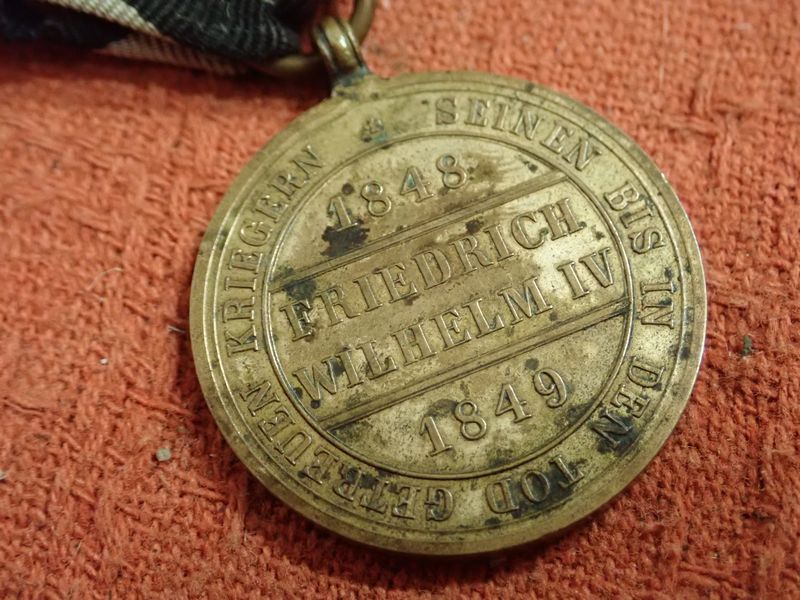 SEINEN BIS IN DEN TOD GETREUEN KRIEGERN
1848
FRIEDRICH
WILHELM IV
1849